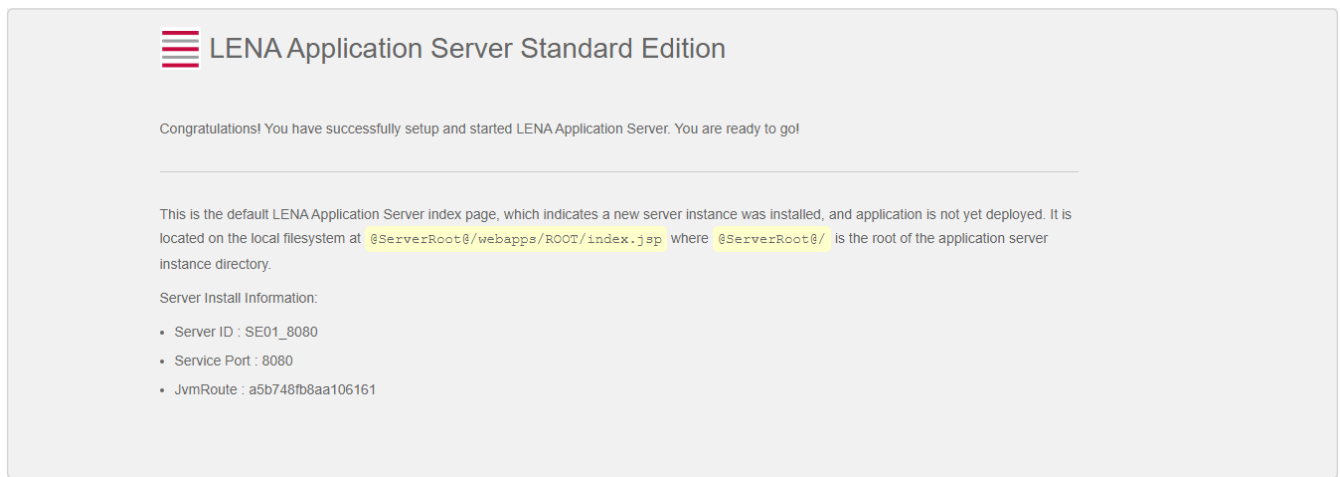 LENA Application Server Standard Edition
Congratulations! You have successfully setup and started LENA Application Server. You are ready to go!
This is the default LENA Application Server index page, which indicates a new server instance was installed, and application is not yet deployed. It is
located on the local filesystem at @ServerRoot@/webapps/ROOT/index.jsp where @ServerRoot@/ is the root of the application server
instance directory.
Server Install Information:
• Server ID : SE01_8080
• Service Port : 8080
• JvmRoute : a5b748fb8aa106161